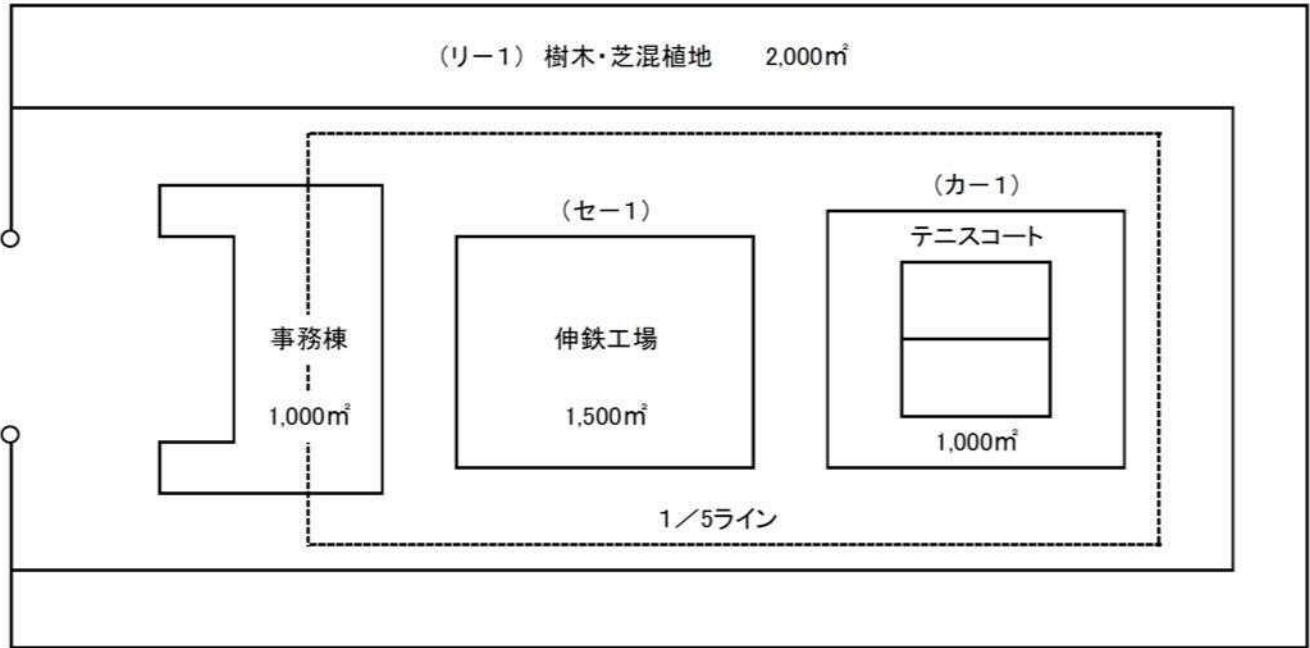 （リー１） 樹木・芝混植地　　2,000㎡
（カー１）
（セー１）
テニスコート
事務棟
伸鉄工場
1,000㎡
1,500㎡
1,000㎡
１／5ライン